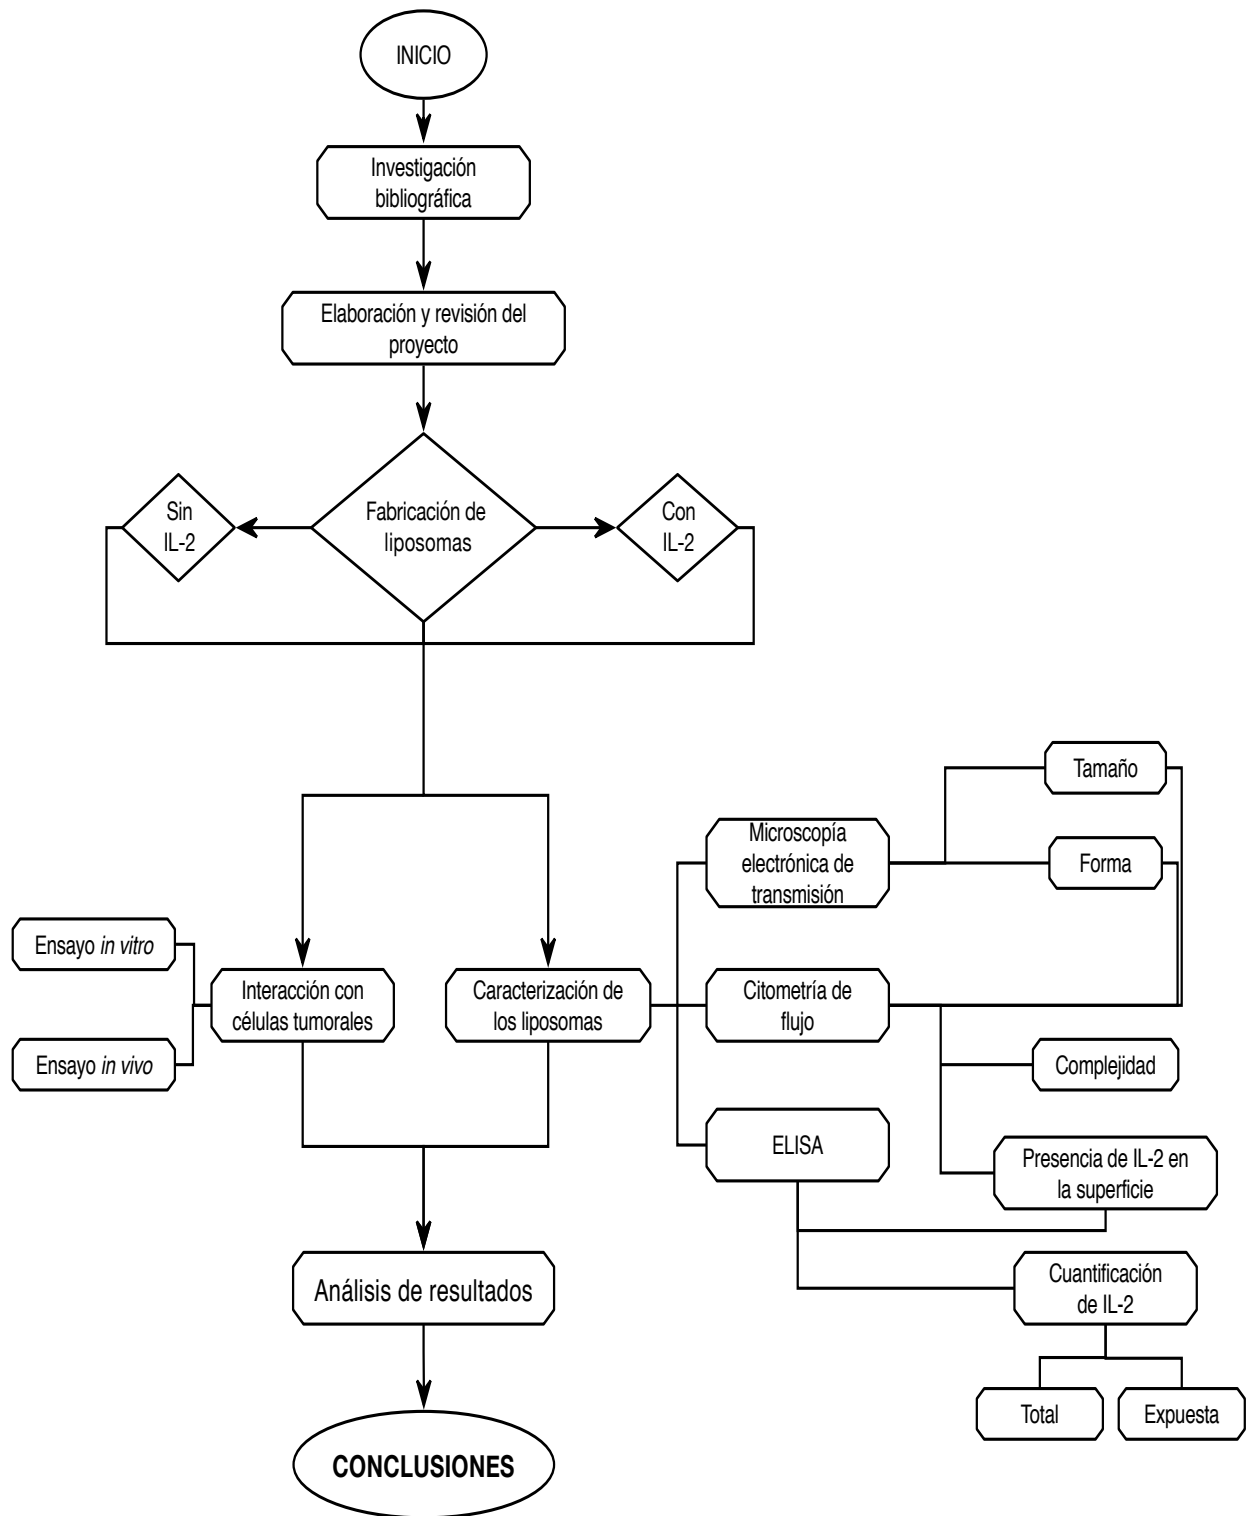 INICIO
Investigación
bibliográfica
Elaboración y revisión del
proyecto
Sin
IL-2
Fabricación de
liposomas
Con
IL-2
Tamaño
Microscopía
electrónica de
transmisión
Forma
Ensayo in vitro
Interacción con
células tumorales
Caracterización de
los liposomas
Citometría de
flujo
Ensayo in vivo
Complejidad
ELISA
Presencia de IL-2 en
la superficie
Análisis de resultados
Cuantificación
de IL-2
Total
Expuesta
CONCLUSIONES